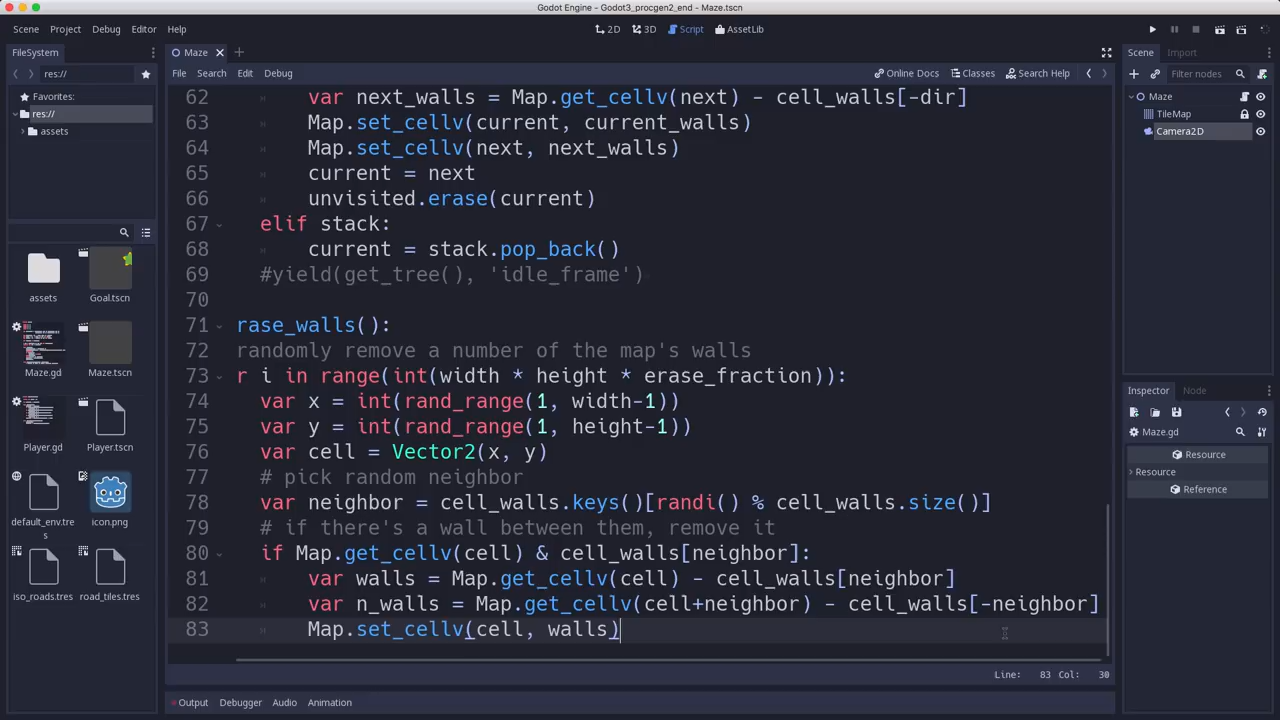 Godot Engine - Godot3_procgen2_end - Maze.tscn
Scene Project Debug Editor Help 2D 3D Script AssetLib
FileSystem
res://
Favorites:
res://
assets
assets
Goal.tscn
Maze.gd
Maze.tscn
Player.gd
Player.tscn
default_env.tre
s
icon.png
iso_roads.tres
road_tiles.tres
Maze
File Search Edit Debug Online Docs Classes Search Help
62 var next_walls = Map.get_cellv(next) - cell_walls[-dir]
63 Map.set_cellv(current, current_walls)
64 Map.set_cellv(next, next_walls)
65 current = next
66 unvisited.erase(current)
67 elif stack:
68 current = stack.pop_back()
69 #yield(get_tree(), 'idle_frame')
70
71 rase_walls():
72 randomly remove a number of the map's walls
73 r i in range(int(width * height * erase_fraction)):
74 var x = int(rand_range(1, width-1))
75 var y = int(rand_range(1, height-1))
76 var cell = Vector2(x, y)
77 # pick random neighbor
78 var neighbor = cell_walls.keys()[randi() % cell_walls.size()]
79 # if there's a wall between them, remove it
80 if Map.get_cellv(cell) & cell_walls[neighbor]:
81 var walls = Map.get_cellv(cell) - cell_walls[neighbor]
82 var n_walls = Map.get_cellv(cell+neighbor) - cell_walls[-neighbor]
83 Map.set_cellv(cell, walls)
Line: 83 Col: 30
Output Debugger Audio Animation
Scene Import
Filter nodes
Maze
TileMap
Camera2D
Inspector Node
Maze.gd
Resource
Resource
Reference